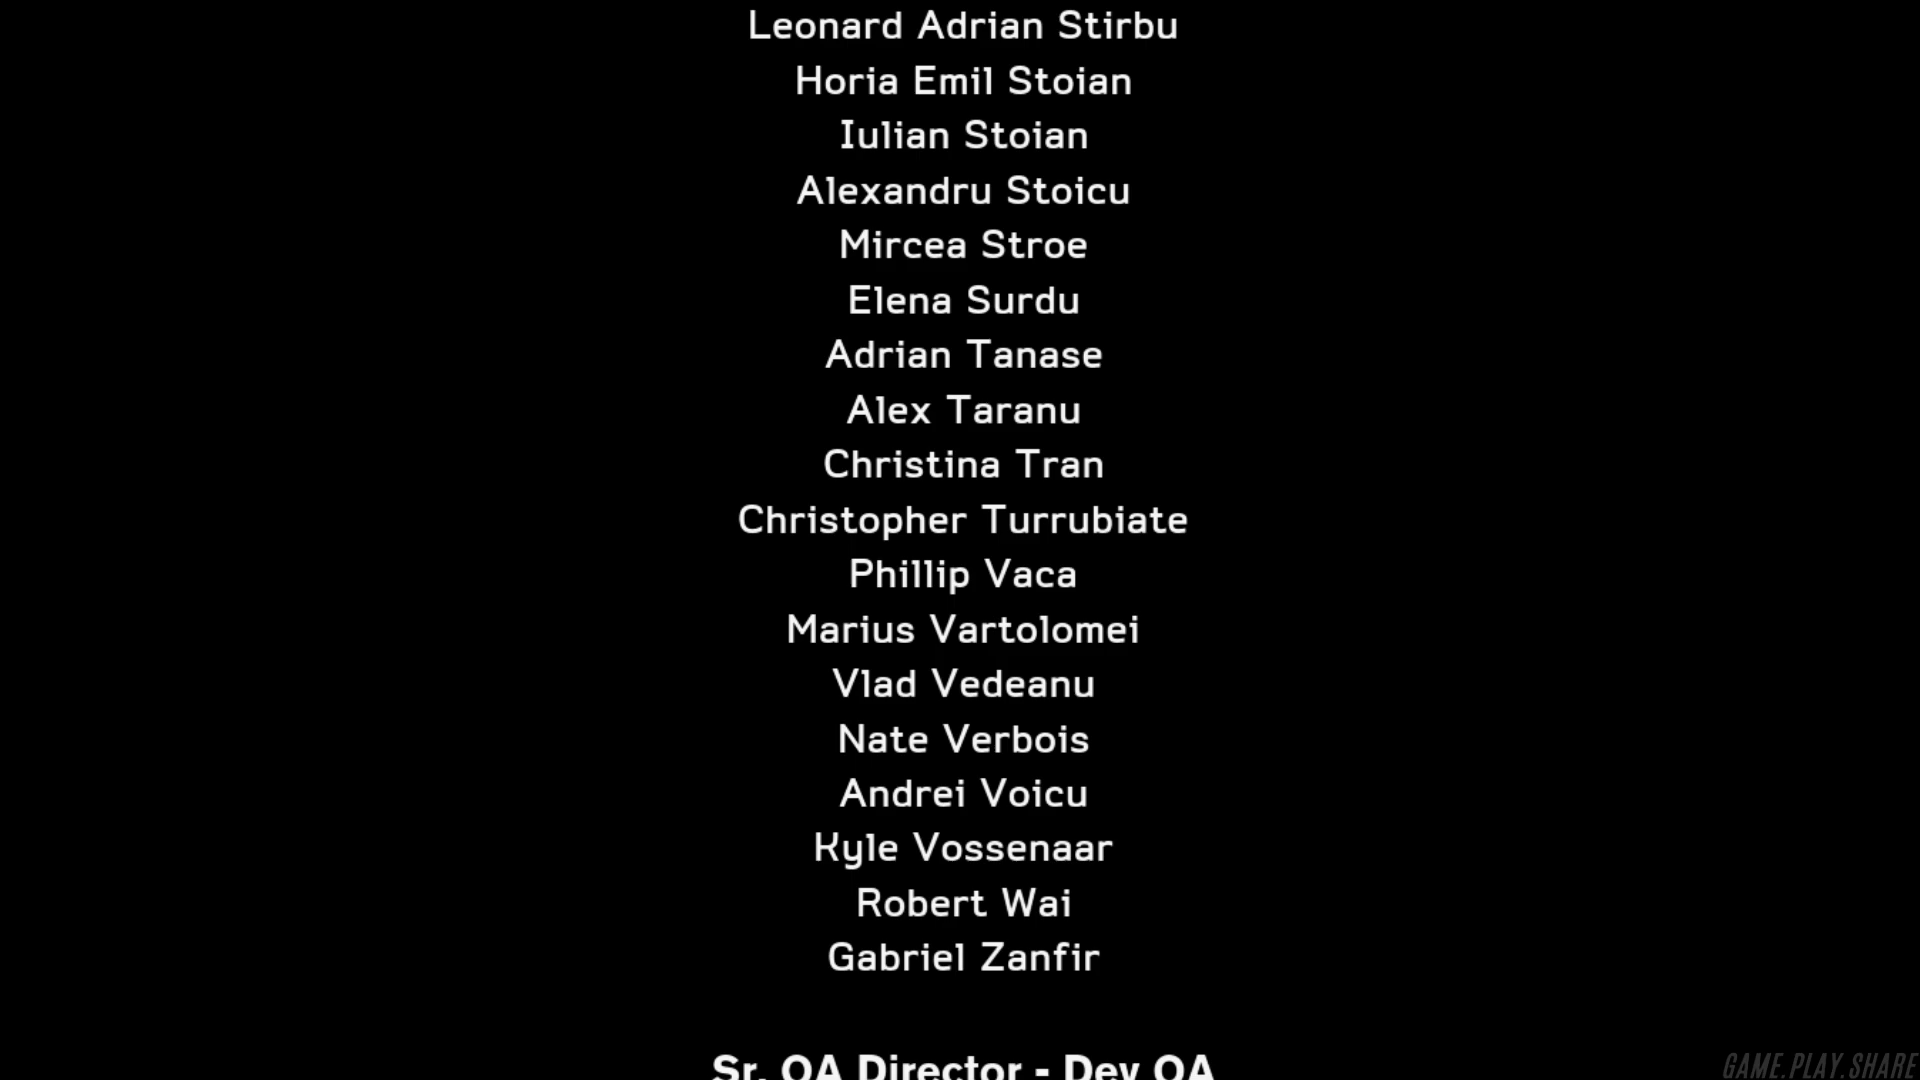 Leonard Adrian Stirbu
Horia Emil Stoian
Iulian Stoian
Alexandru Stoicu
Mircea Stroe
Elena Surdu
Adrian Tanase
Alex Taranu
Christina Tran
Christopher Turrubiate
Phillip Vaca
Marius Vartolomei
Vlad Vedeanu
Nate Verbois
Andrei Voicu
Kyle Vossenaar
Robert Wai
Gabriel Zanfir
Sr. QA Director - Dev QA
GAME.PLAY.SHARE